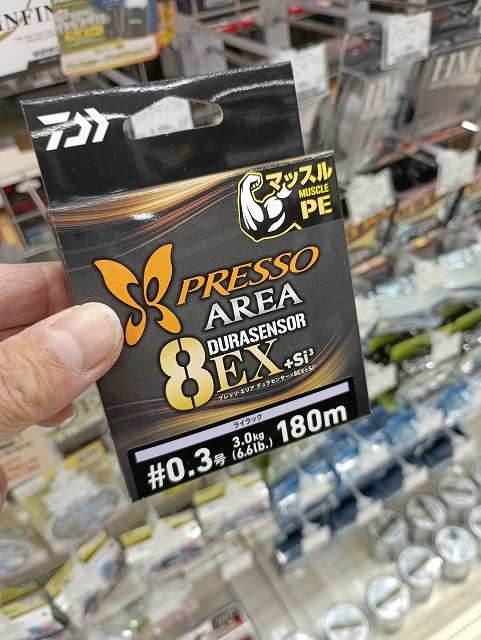 マッスル
MUSCLE
PE
PRESSO
AREA
DURASENSOR
8EX+Si³
プレッソ・エリア デュラセンサー×8EX+Si³
ライラック
#0.3号 3.0kg (6.6lb.) 180m